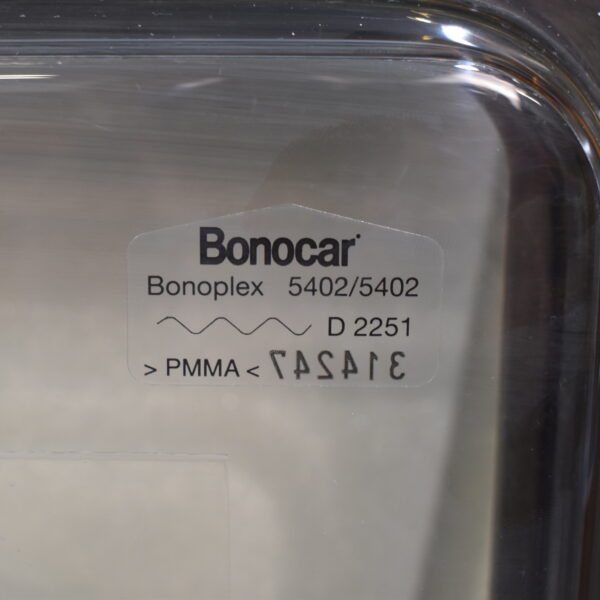 Bonocar
Bonoplex 5402/5402
D 2251
> PMMA < 314247